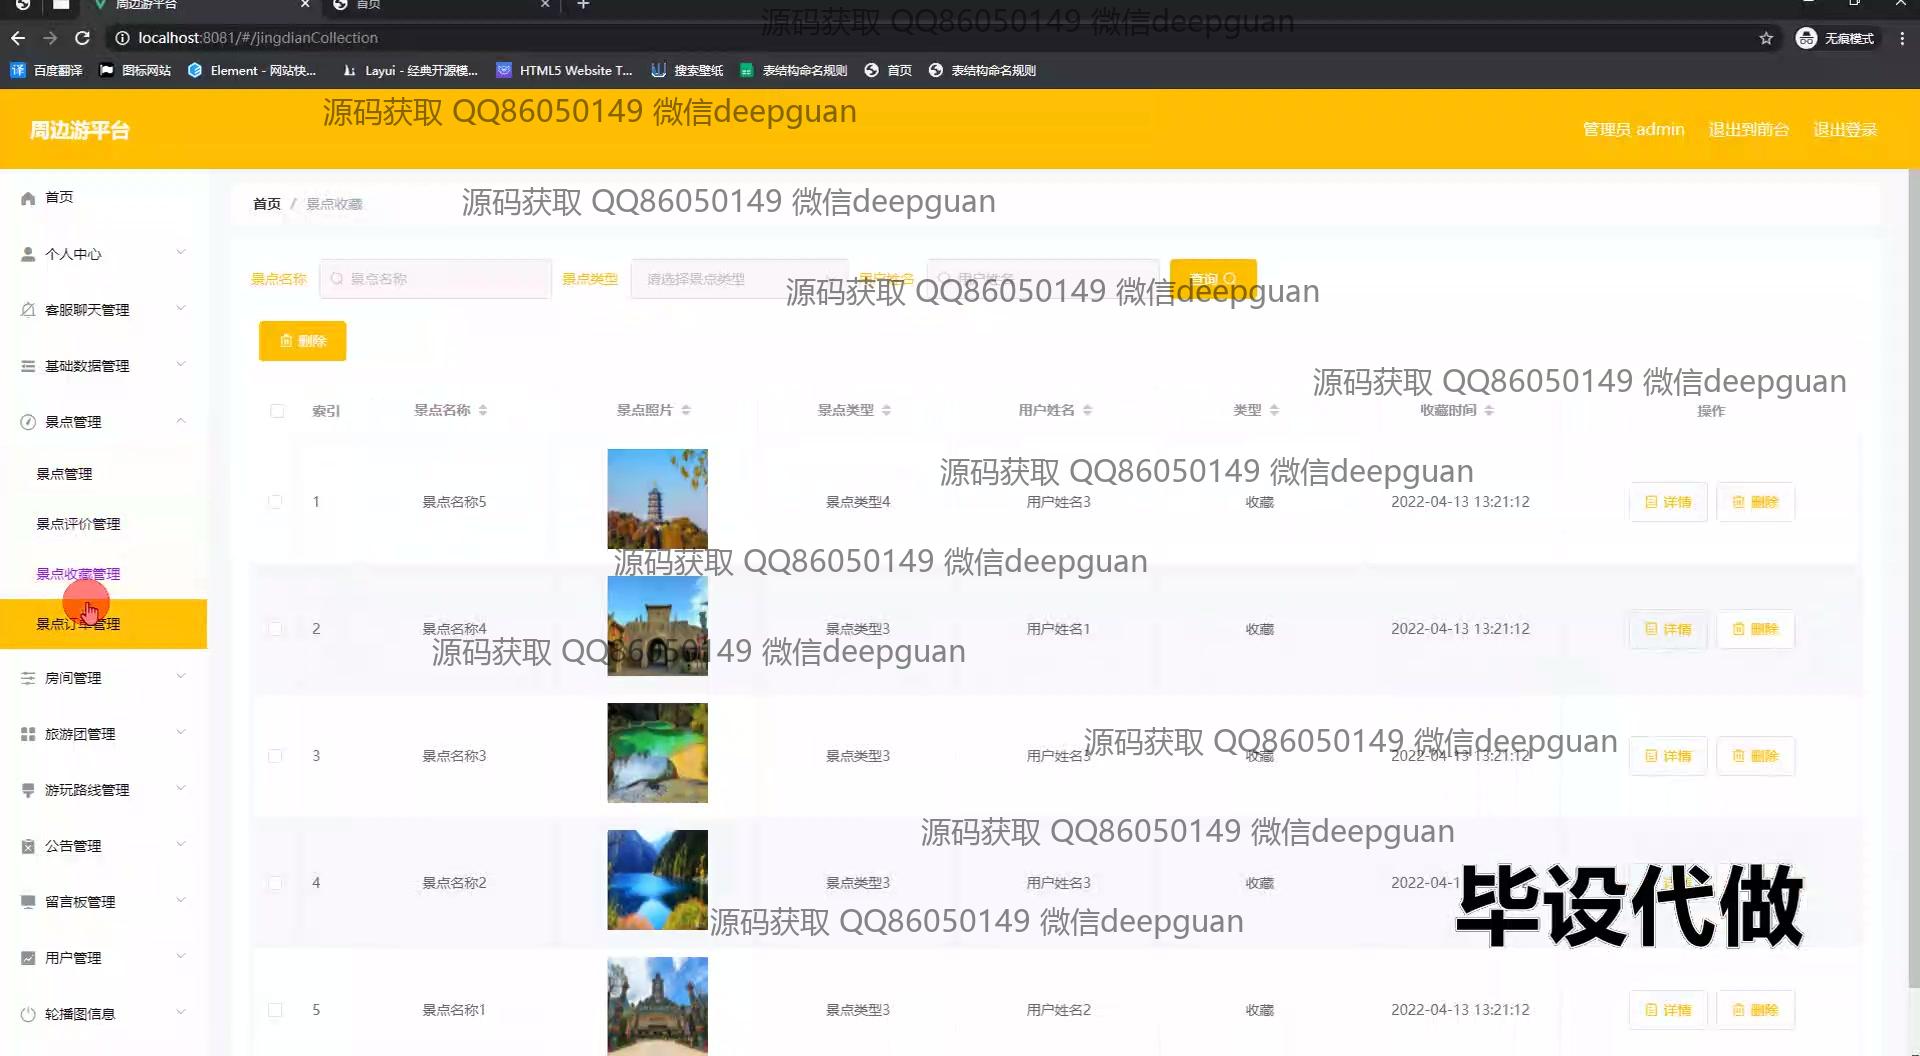 周边游平台
首页
源码获取 QQ86050149 微信deepguan
localhost:8081/#/jingdianCollection
无痕模式
百度翻译
图标网站
Element - 网站快...
Layui - 经典开源模...
HTML5 Website T...
搜索壁纸
表结构命名规则
首页
表结构命名规则
周边游平台
源码获取 QQ86050149 微信deepguan
管理员 admin
退出到前台
退出登录
首页
个人中心
客服聊天管理
基础数据管理
景点管理
景点管理
景点评价管理
景点收藏管理
景点订单管理
房间管理
旅游团管理
游玩路线管理
公告管理
留言板管理
用户管理
轮播图信息
首页 / 景点收藏
源码获取 QQ86050149 微信deepguan
景点名称 景点名称 景点类型 请选择景点类型 用户姓名 用户姓名 查询
源码获取 QQ86050149 微信deepguan
删除
源码获取 QQ86050149 微信deepguan
索引 景点名称 景点照片 景点类型 用户姓名 类型 收藏时间 操作
源码获取 QQ86050149 微信deepguan
1 景点名称5 景点类型4 用户姓名3 收藏 2022-04-13 13:21:12 详情 删除
源码获取 QQ86050149 微信deepguan
2 景点名称4 景点类型3 用户姓名1 收藏 2022-04-13 13:21:12 详情 删除
源码获取 QQ86050149 微信deepguan
源码获取 QQ86050149 微信deepguan
3 景点名称3 景点类型3 用户姓名3 收藏 2022-04-13 13:21:12 详情 删除
源码获取 QQ86050149 微信deepguan
4 景点名称2 景点类型3 用户姓名3 收藏 2022-04-1
毕设代做
源码获取 QQ86050149 微信deepguan
5 景点名称1 景点类型3 用户姓名2 收藏 2022-04-13 13:21:12 详情 删除